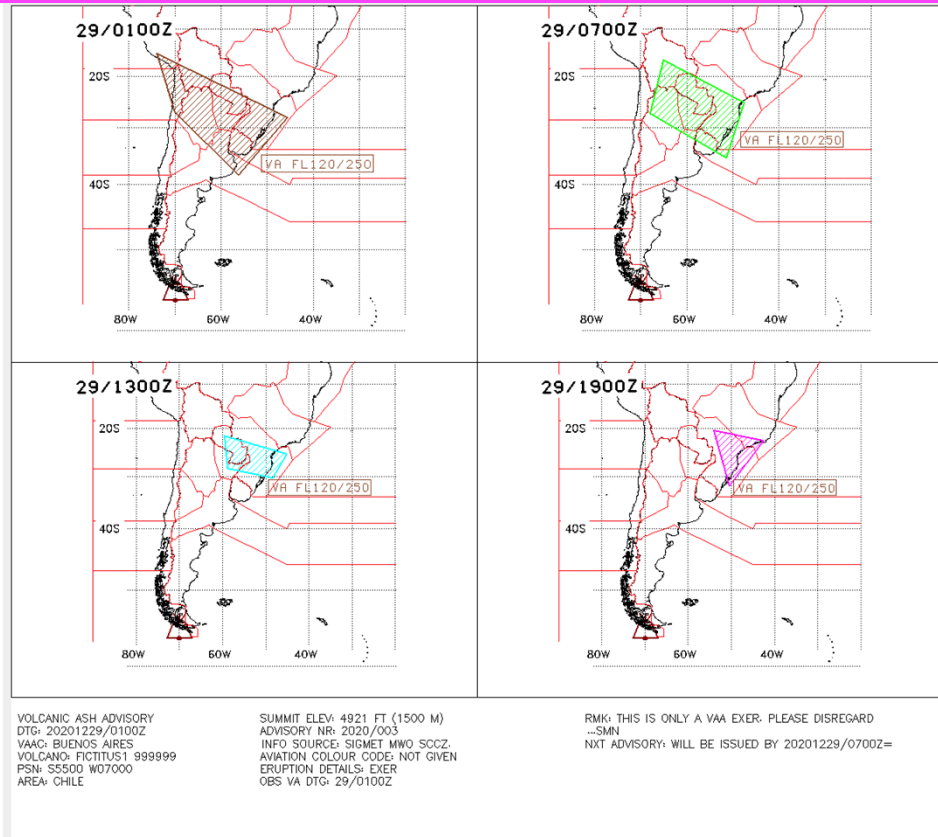 29/0100Z
20S
VA FL120/250
40S
80W 60W 40W
29/0700Z
20S
VA FL120/250
40S
80W 60W 40W
29/1300Z
20S
VA FL120/250
40S
80W 60W 40W
29/1900Z
20S
VA FL120/250
40S
80W 60W 40W
VOLCANIC ASH ADVISORY
DTG: 20201229/0100Z
VAAC: BUENOS AIRES
VOLCANO: FICTITUS1 999999
PSN: S5500 W07000
AREA: CHILE
SUMMIT ELEV: 4921 FT (1500 M)
ADVISORY NR: 2020/003
INFO SOURCE: SIGMET MWO SCCZ.
AVIATION COLOUR CODE: NOT GIVEN
ERUPTION DETAILS: EXER
OBS VA DTG: 29/0100Z
RMK: THIS IS ONLY A VAA EXER. PLEASE DISREGARD
...SMN
NXT ADVISORY: WILL BE ISSUED BY 20201229/0700Z=